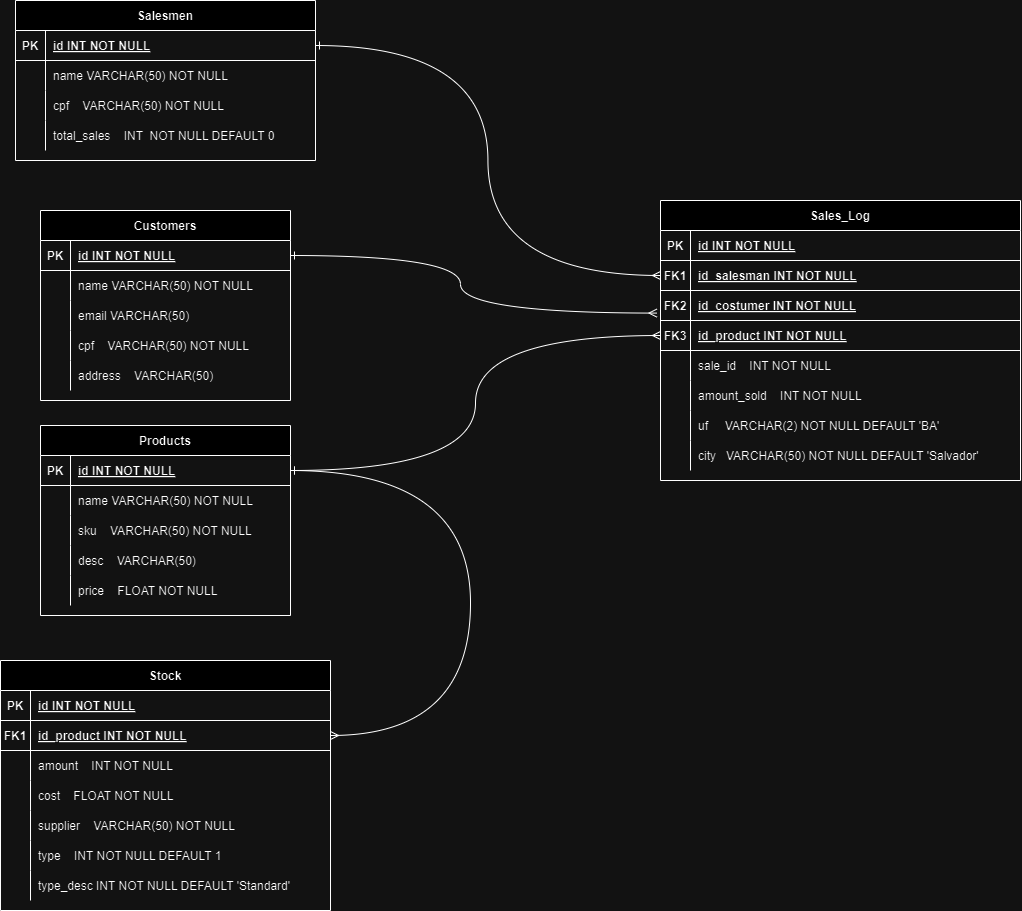 Salesmen
PK id INT NOT NULL
name VARCHAR(50) NOT NULL
cpf VARCHAR(50) NOT NULL
total_sales INT NOT NULL DEFAULT 0
Customers
PK id INT NOT NULL
name VARCHAR(50) NOT NULL
email VARCHAR(50)
cpf VARCHAR(50) NOT NULL
address VARCHAR(50)
Products
PK id INT NOT NULL
name VARCHAR(50) NOT NULL
sku VARCHAR(50) NOT NULL
desc VARCHAR(50)
price FLOAT NOT NULL
Stock
PK id INT NOT NULL
FK1 id_product INT NOT NULL
amount INT NOT NULL
cost FLOAT NOT NULL
supplier VARCHAR(50) NOT NULL
type INT NOT NULL DEFAULT 1
type_desc INT NOT NULL DEFAULT 'Standard'
Sales_Log
PK id INT NOT NULL
FK1 id_salesman INT NOT NULL
FK2 id_costumer INT NOT NULL
FK3 id_product INT NOT NULL
sale_id INT NOT NULL
amount_sold INT NOT NULL
uf VARCHAR(2) NOT NULL DEFAULT 'BA'
city VARCHAR(50) NOT NULL DEFAULT 'Salvador'